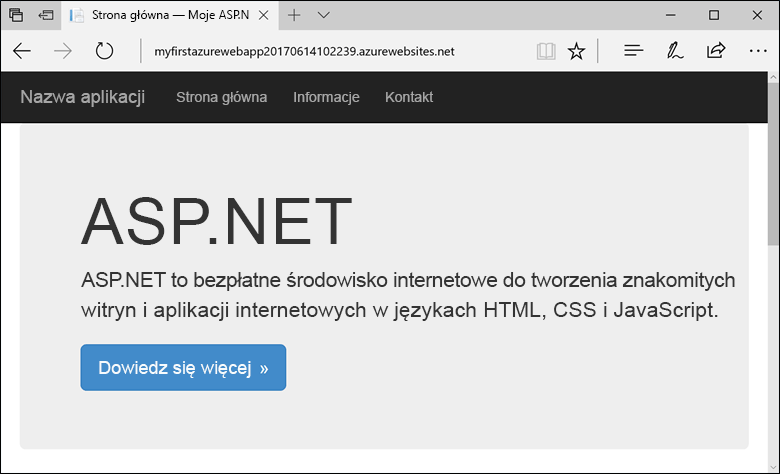 Strona główna — Moje ASP.N
myfirstazurewebapp20170614102239.azurewebsites.net
Nazwa aplikacji Strona główna Informacje Kontakt
ASP.NET
ASP.NET to bezpłatne środowisko internetowe do tworzenia znakomitych
witryn i aplikacji internetowych w językach HTML, CSS i JavaScript.
Dowiedz się więcej »